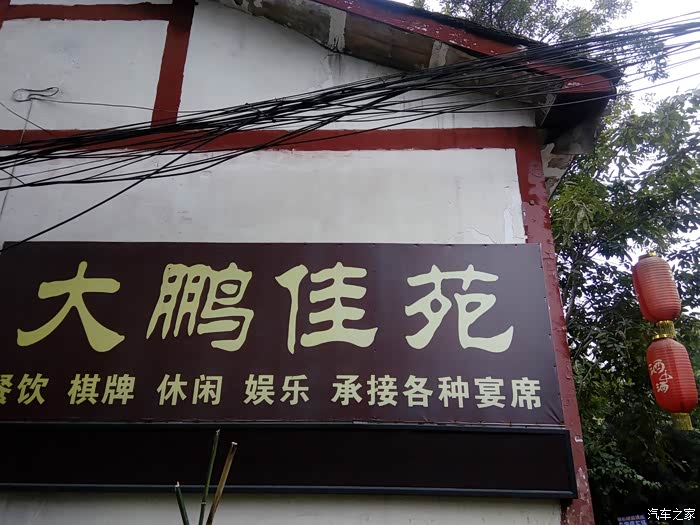 大鹏佳苑
餐饮 棋牌 休闲 娱乐 承接各种宴席
汽车之家